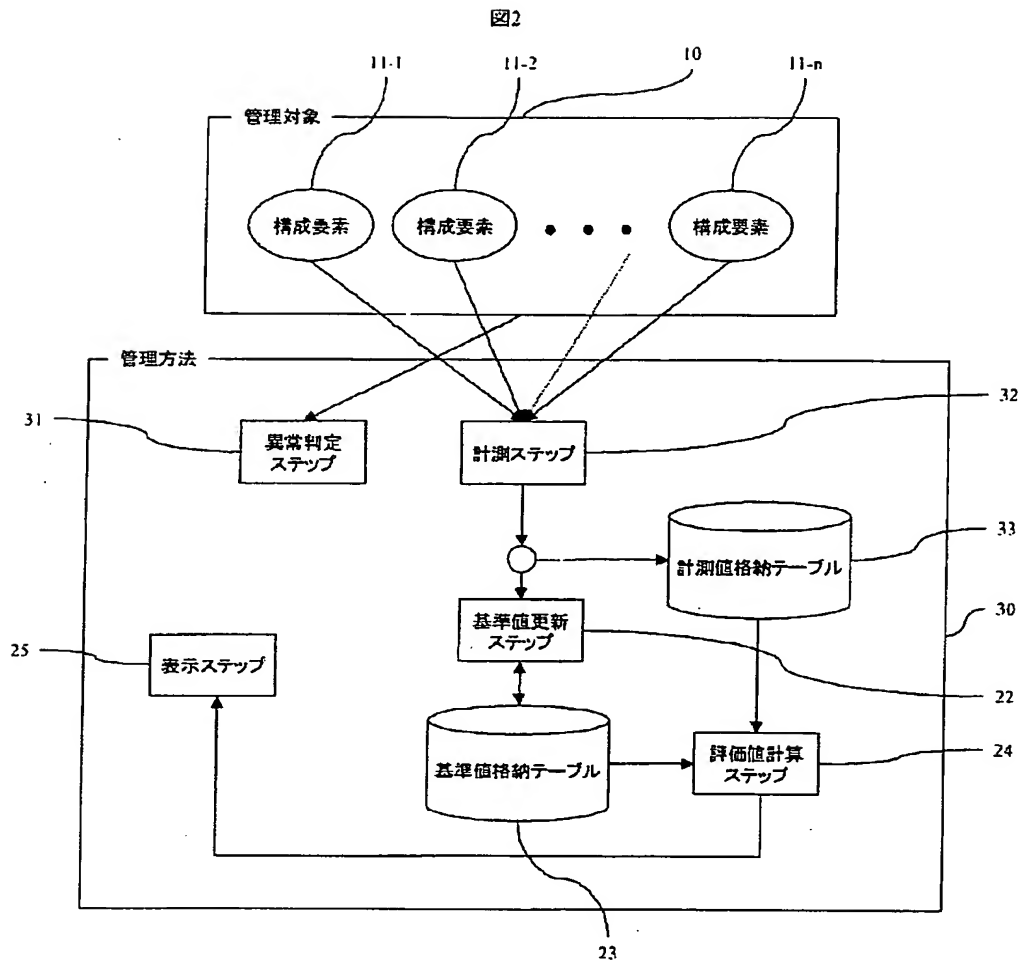 図2
11-1
11-2
10
11-n
管理対象
構成要素
構成要素
構成要素
管理方法
31
異常判定
ステップ
計測ステップ
32
計測値格納テーブル
33
基準値更新
ステップ
30
25
表示ステップ
22
基準値格納テーブル
評価値計算
ステップ
24
23